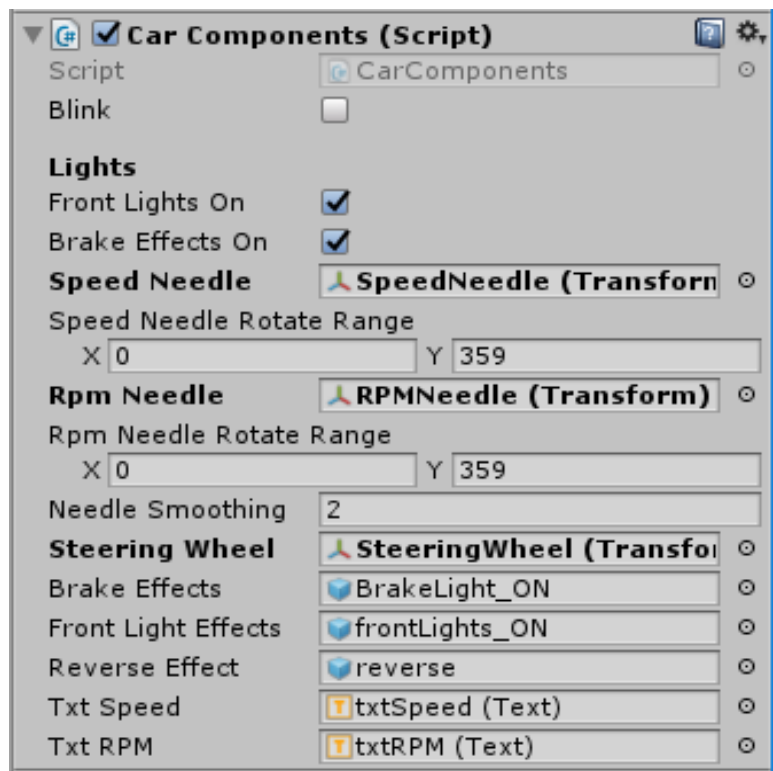 Car Components (Script)
Script CarComponents
Blink
Lights
Front Lights On
Brake Effects On
Speed Needle SpeedNeedle (Transform
Speed Needle Rotate Range
X 0 Y 359
Rpm Needle RPMNeedle (Transform)
Rpm Needle Rotate Range
X 0 Y 359
Needle Smoothing 2
Steering Wheel SteeringWheel (Transfo
Brake Effects BrakeLight_ON
Front Light Effects frontLights_ON
Reverse Effect reverse
Txt Speed txtSpeed (Text)
Txt RPM txtRPM (Text)